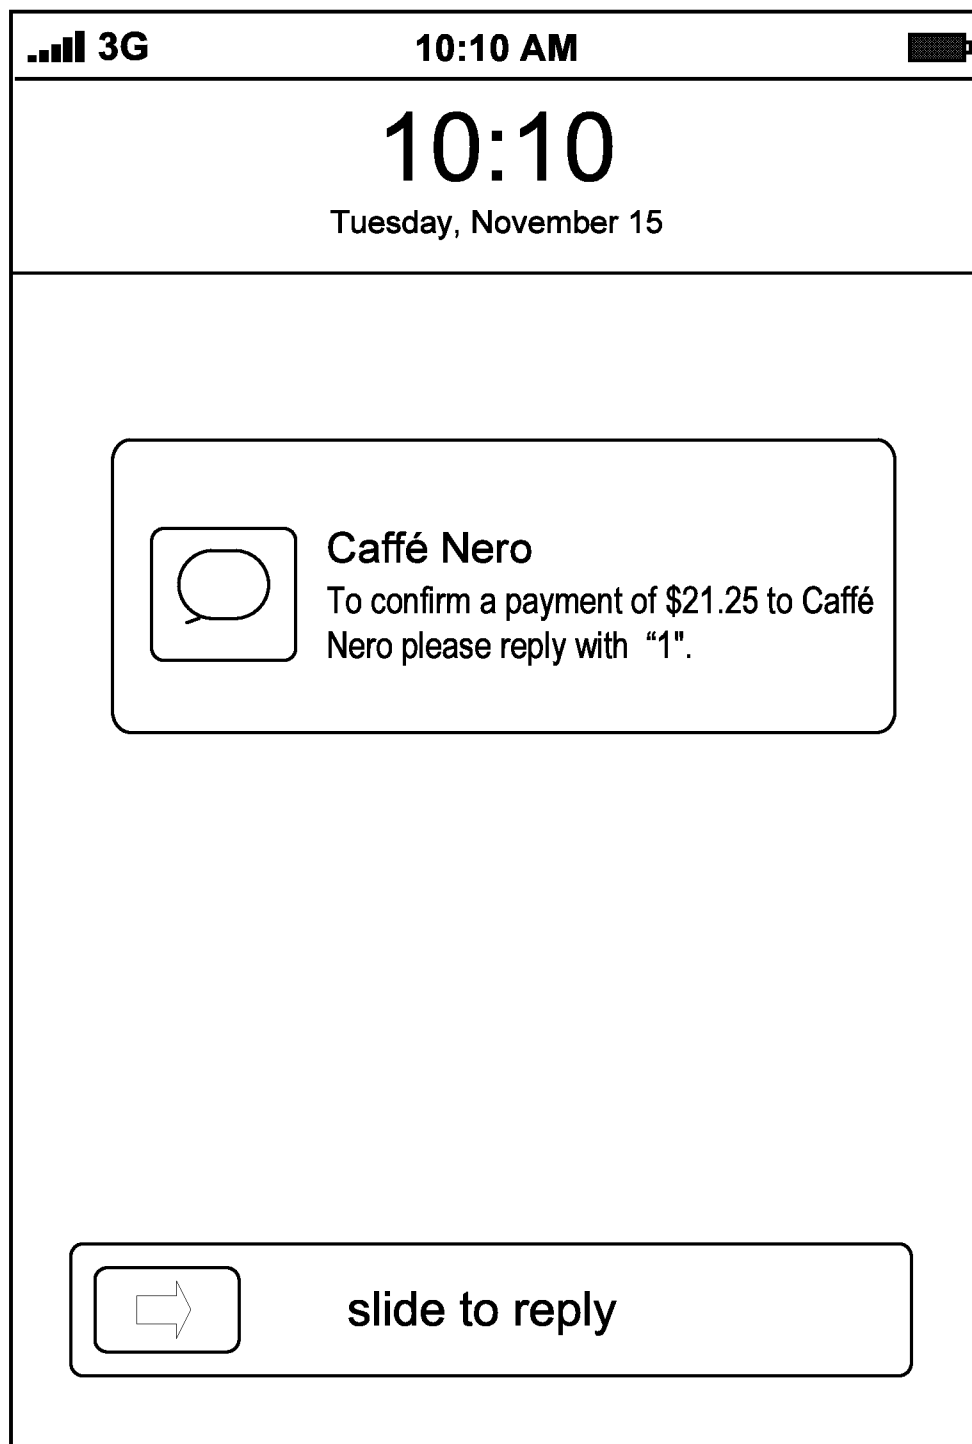 3G 10:10 AM
10:10
Tuesday, November 15
Caffé Nero
To confirm a payment of $21.25 to Caffé
Nero please reply with “1".
slide to reply